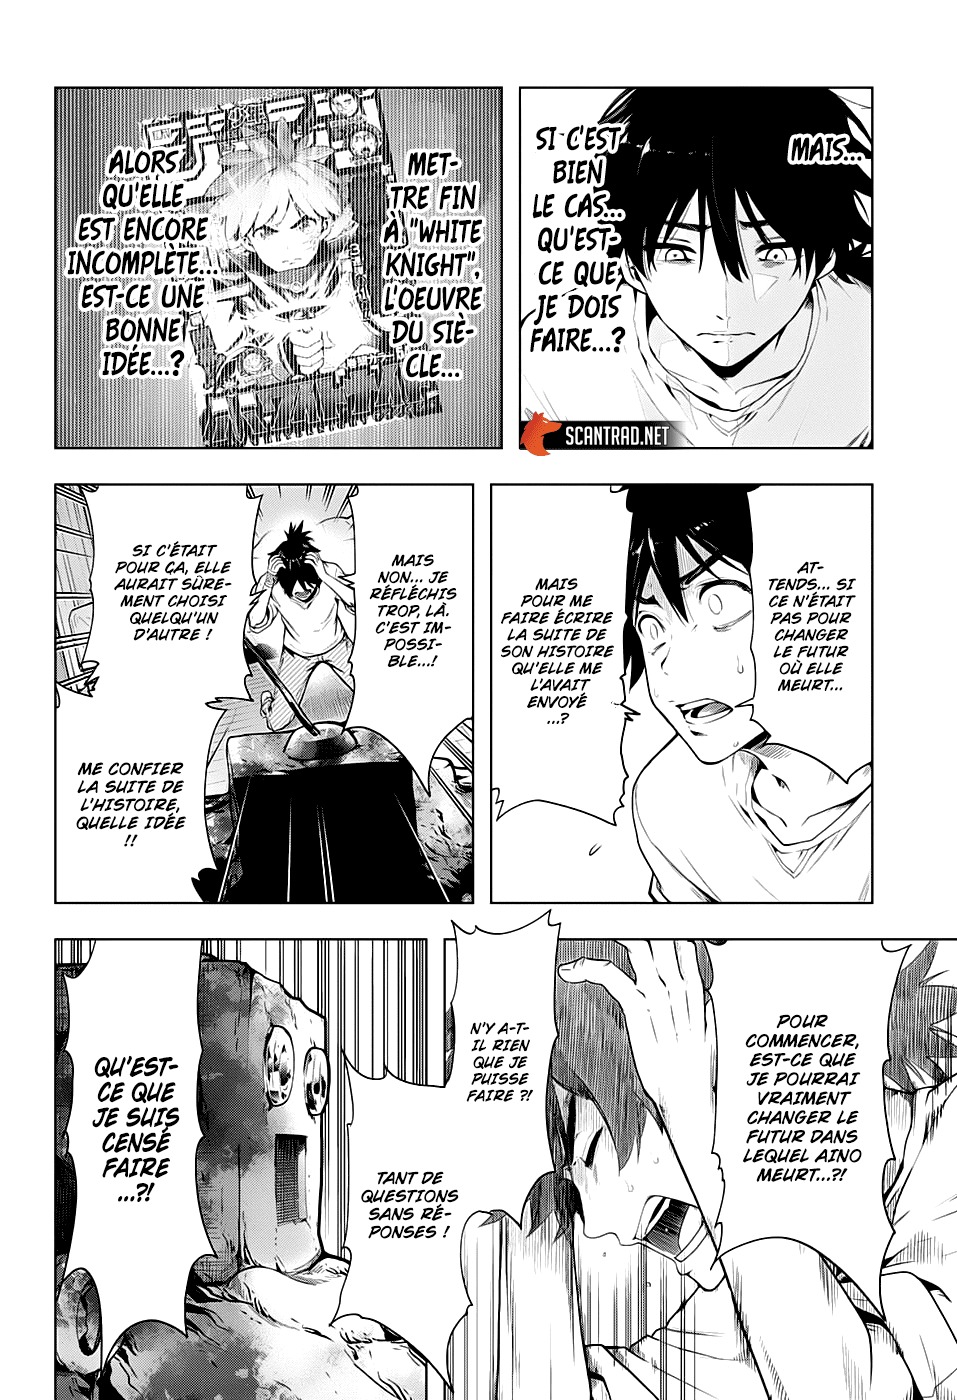 MAIS...
SI C'EST
BIEN
LE CAS...
QU'EST-
CE QUE
JE DOIS
FAIRE...?
SCANTRAD.NET
MET-
TRE FIN
À "WHITE
KNIGHT",
L'OEUVRE
DU SIÈ-
CLE...
ALORS
QU'ELLE
EST ENCORE
INCOMPLÈTE...
EST-CE UNE
BONNE
IDÉE...?
AT-
TENDS... SI
CE N'ÉTAIT
PAS POUR
CHANGER
LE FUTUR
OÙ ELLE
MEURT...
MAIS
POUR ME
FAIRE ÉCRIRE
LA SUITE DE
SON HISTOIRE
QU'ELLE ME
L'AVAIT
ENVOYÉ
...?
MAIS
NON... JE
RÉFLÉCHIS
TROP, LÀ.
C'EST IM-
POSSI-
BLE...!
SI C'ÉTAIT
POUR ÇA, ELLE
AURAIT SÛRE-
MENT CHOISI
QUELQU'UN
D'AUTRE !
ME CONFIER
LA SUITE DE
L'HISTOIRE,
QUELLE IDÉE
!!
POUR
COMMENCER,
EST-CE QUE
JE POURRAI
VRAIMENT
CHANGER LE
FUTUR DANS
LEQUEL AINO
MEURT...?!
N'Y A-T-
IL RIEN
QUE JE
PUISSE
FAIRE ?!
TANT DE
QUESTIONS
SANS RÉ-
PONSES !
QU'EST-
CE QUE
JE SUIS
CENSÉ
FAIRE
...?!